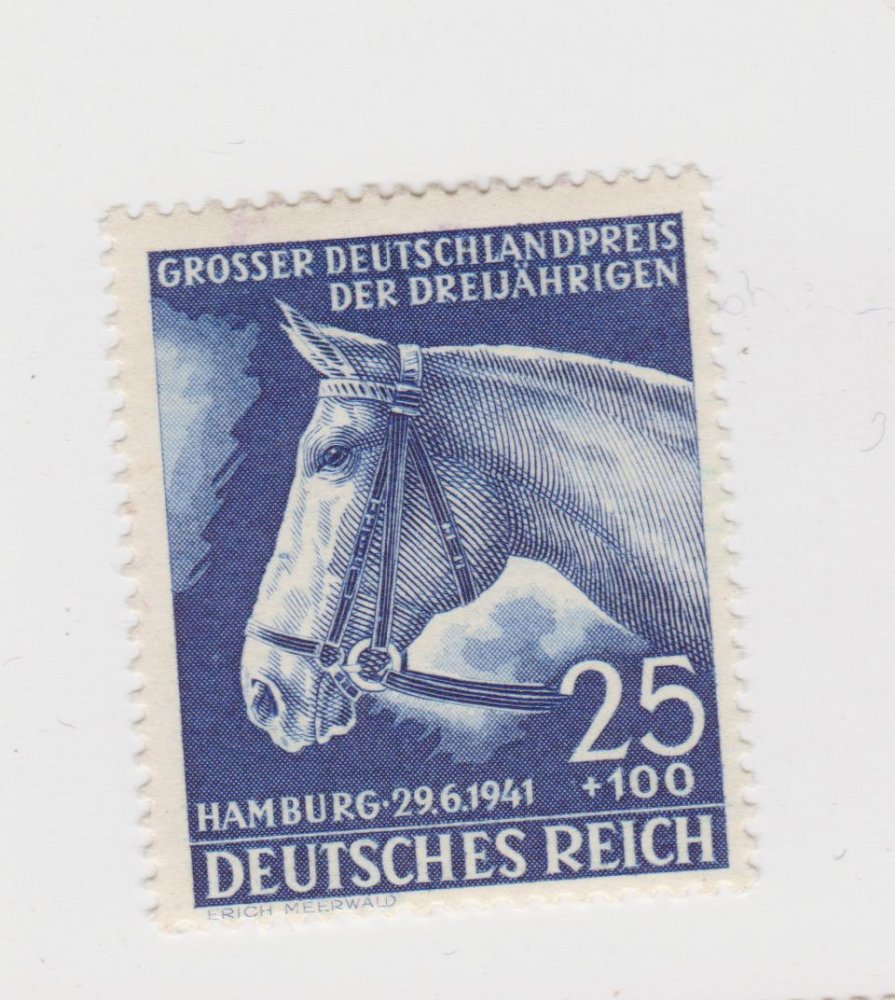 GROSSER DEUTSCHLANDPREIS
DER DREIJÄHRIGEN
25
+100
HAMBURG·29.6.1941
DEUTSCHES REICH
ERICH MEERWALD